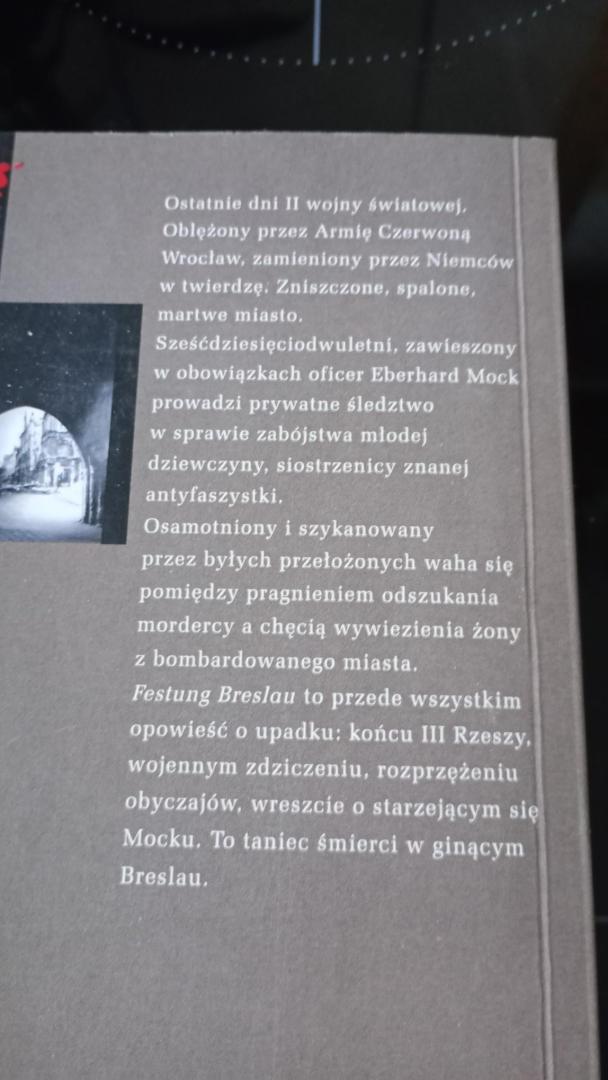 Ostatnie dni II wojny światowej.
Oblężony przez Armię Czerwoną
Wrocław, zamieniony przez Niemców
w twierdzę. Zniszczone, spalone,
martwe miasto.
Sześćdziesięciodwuletni, zawieszony
w obowiązkach oficer Eberhard Mock
prowadzi prywatne śledztwo
w sprawie zabójstwa młodej
dziewczyny, siostrzenicy znanej
antyfaszystki.
Osamotniony i szykanowany
przez byłych przełożonych waha się
pomiędzy pragnieniem odszukania
mordercy a chęcią wywiezienia żony
z bombardowanego miasta.
Festung Breslau to przede wszystkim
opowieść o upadku: końcu III Rzeszy,
wojennym zdziczeniu, rozprzężeniu
obyczajów, wreszcie o starzejącym się
Mocku. To taniec śmierci w ginącym
Breslau.